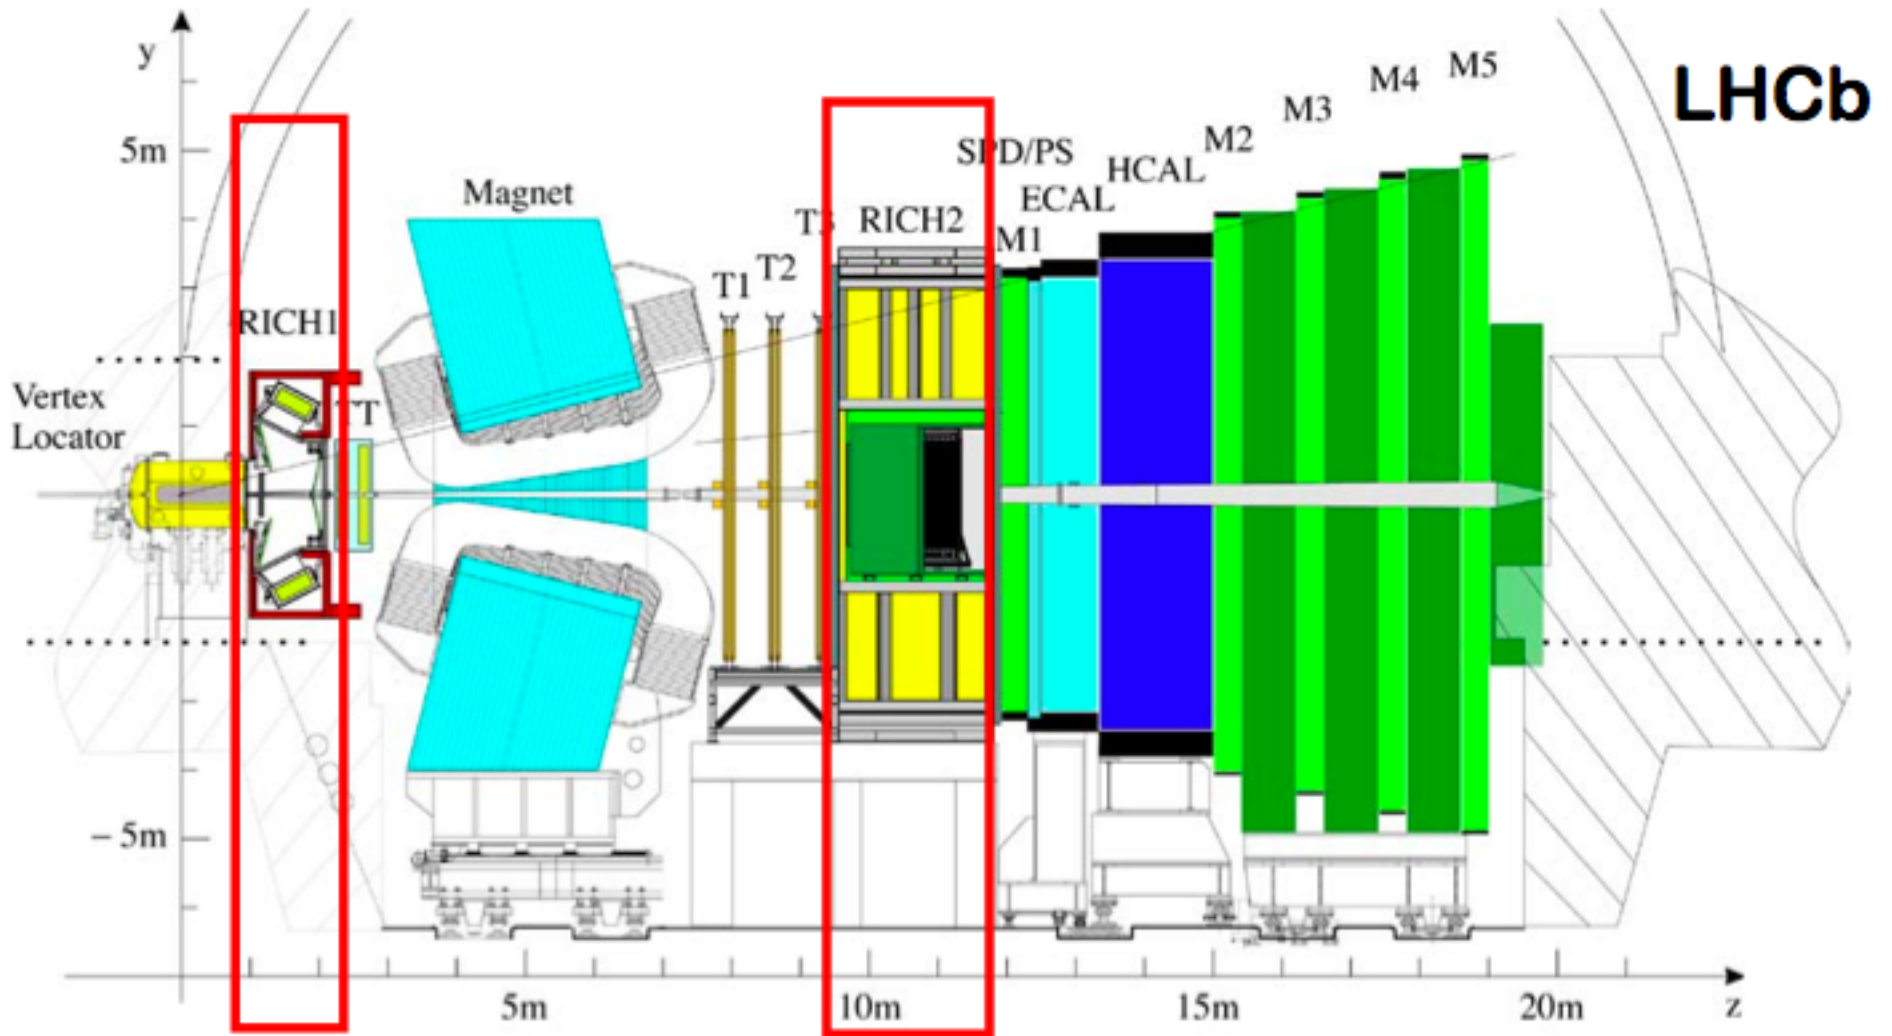 y
LHCb
5m
M5
M4
M3
M2
HCAL
SPD/PS
ECAL
M1
Magnet
RICH2
T3
T2
T1
RICH1
TT
Vertex
Locator
– 5m
5m
10m
15m
20m
z